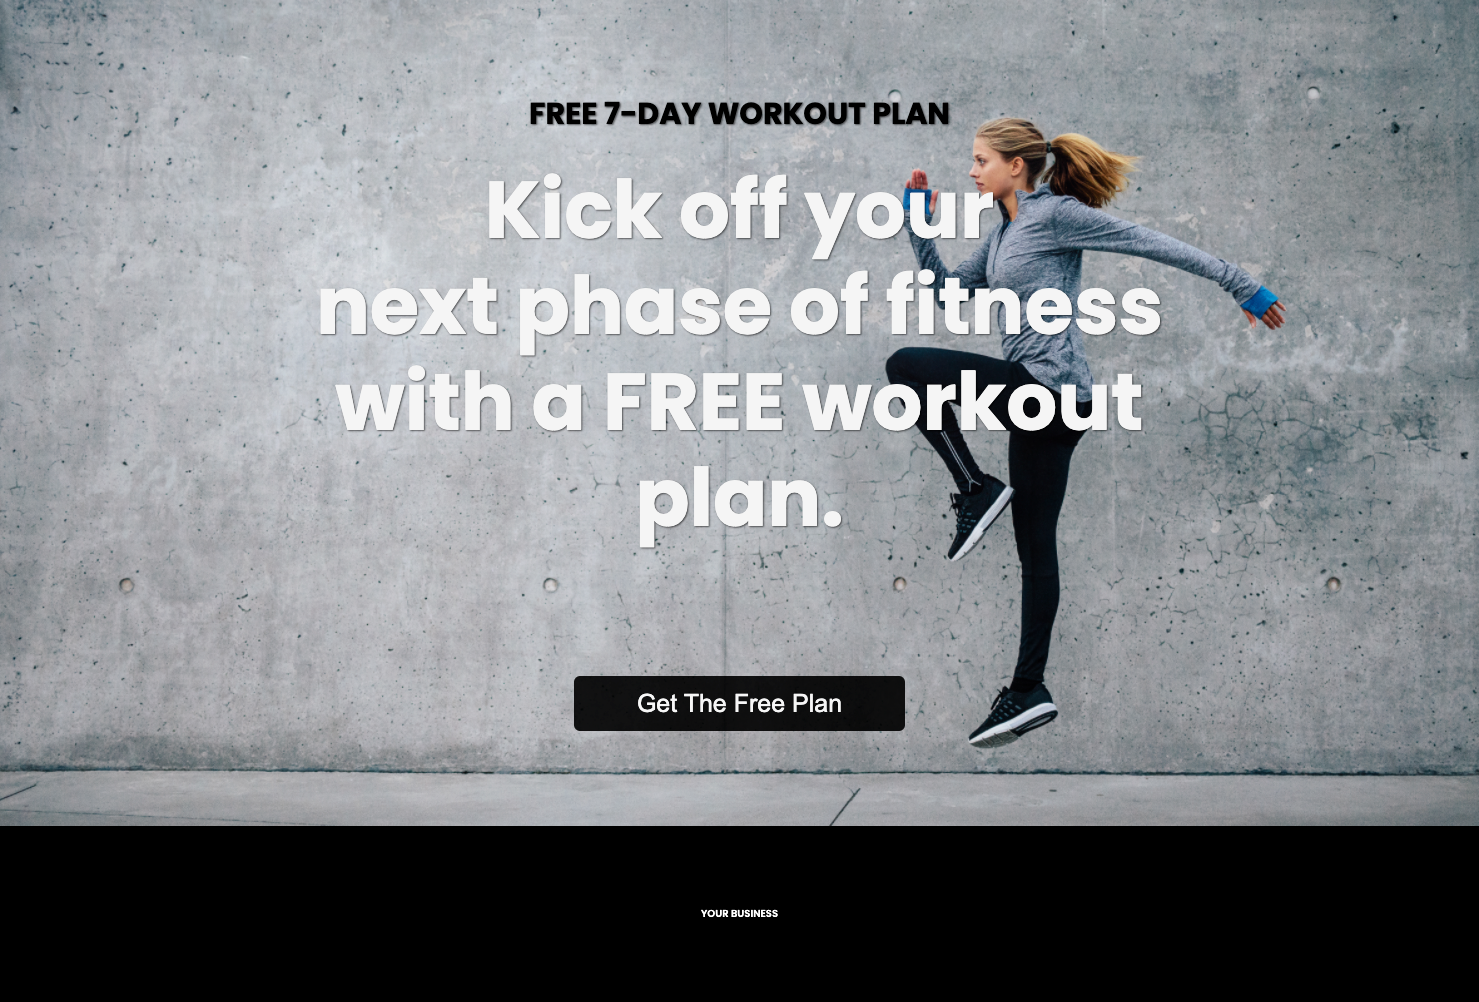 FREE 7-DAY WORKOUT PLAN
Kick off your
next phase of fitness
with a FREE workout
plan.
Get The Free Plan
YOUR BUSINESS